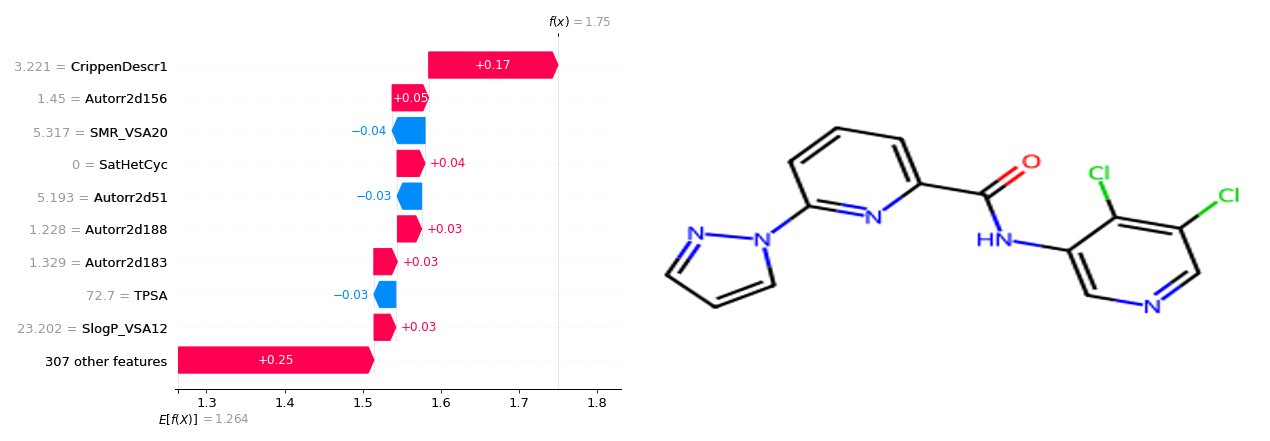 f(x) = 1.75
3.221 = CrippenDescr1
+0.17
1.45 = Autorr2d156
+0.05
5.317 = SMR_VSA20
−0.04
0 = SatHetCyc
+0.04
5.193 = Autorr2d51
−0.03
1.228 = Autorr2d188
+0.03
1.329 = Autorr2d183
+0.03
72.7 = TPSA
−0.03
23.202 = SlogP_VSA12
+0.03
307 other features
+0.25
1.3 1.4 1.5 1.6 1.7 1.8
E[f(X)] = 1.264
O
Cl
Cl
N
N
N
HN
N